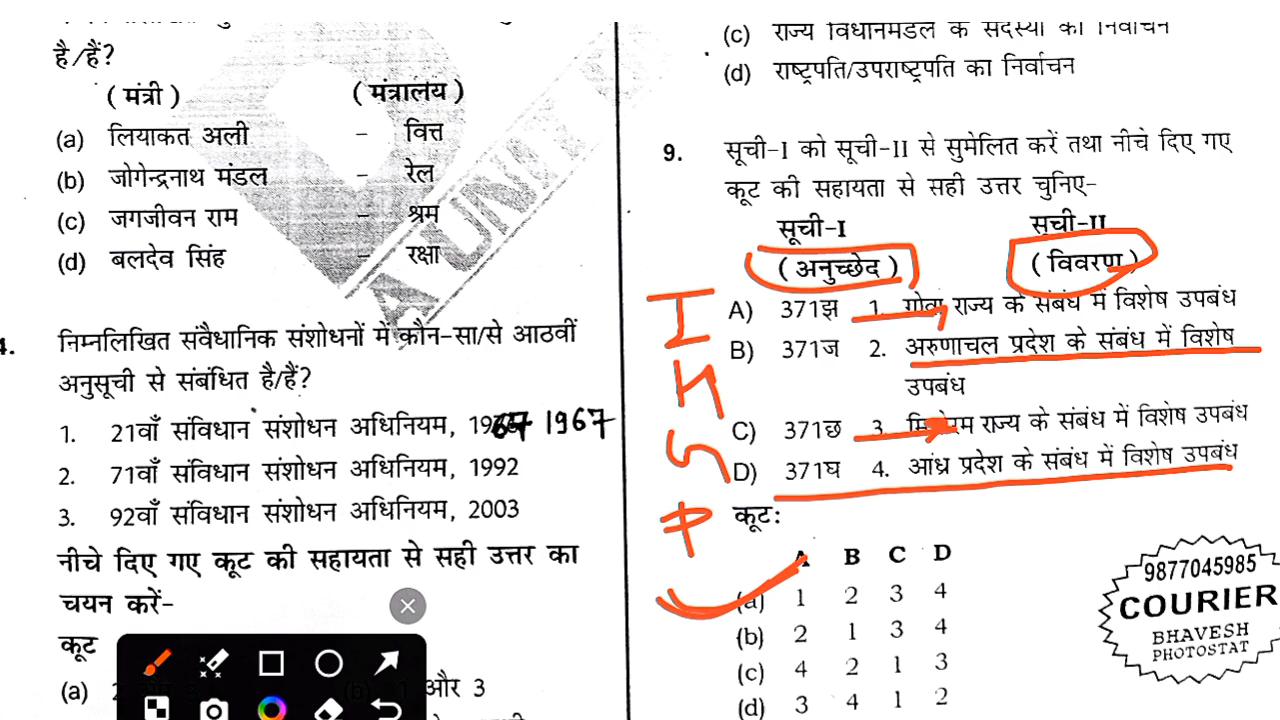 है/हैं?
(मंत्री) (मंत्रालय)
(a) लियाकत अली - वित्त
(b) जोगेन्द्रनाथ मंडल - रेल
(c) जगजीवन राम - श्रम
(d) बलदेव सिंह - रक्षा
4. निम्नलिखित संवैधानिक संशोधनों में कौन-सा/से आठवीं
अनुसूची से संबंधित है/हैं?
1. 21वाँ संविधान संशोधन अधिनियम, 1967 1967
2. 71वाँ संविधान संशोधन अधिनियम, 1992
3. 92वाँ संविधान संशोधन अधिनियम, 2003
नीचे दिए गए कूट की सहायता से सही उत्तर का
चयन करें-
कूट
(a) 2 3 (b) 1 और 3
(c) राज्य विधानमंडल के सदस्यों का निर्वाचन
(d) राष्ट्रपति/उपराष्ट्रपति का निर्वाचन
9. सूची-I को सूची-II से सुमेलित करें तथा नीचे दिए गए
कूट की सहायता से सही उत्तर चुनिए-
सूची-I सूची-II
(अनुच्छेद) (विवरण)
A) 371झ 1. गोवा राज्य के संबंध में विशेष उपबंध
B) 371ज 2. अरुणाचल प्रदेश के संबंध में विशेष
उपबंध
C) 371छ 3. मिजोरम राज्य के संबंध में विशेष उपबंध
D) 371घ 4. आंध्र प्रदेश के संबंध में विशेष उपबंध
कूटः
A B C D
(a) 1 2 3 4
(b) 2 1 3 4
(c) 4 2 1 3
(d) 3 4 1 2
9877045985
COURIER
BHAVESH
PHOTOSTAT